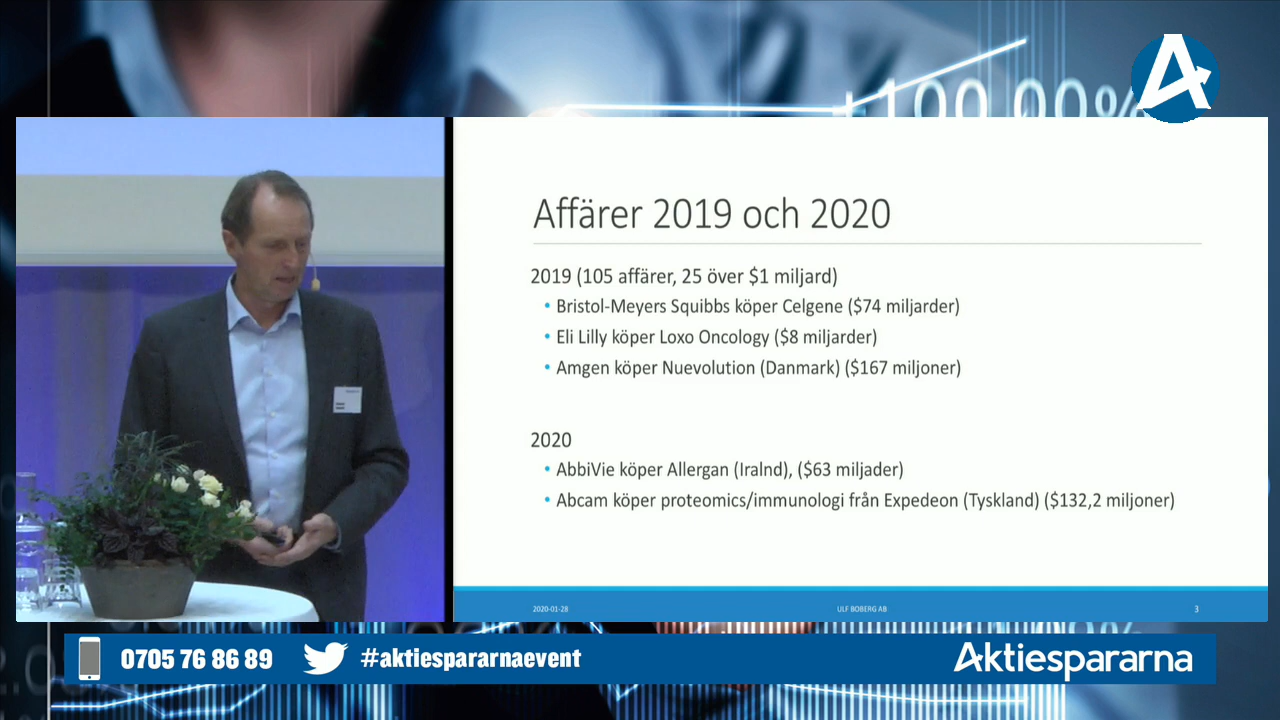 +100,00%
Affärer 2019 och 2020
2019 (105 affärer, 25 över $1 miljard)
• Bristol-Meyers Squibbs köper Celgene ($74 miljarder)
• Eli Lilly köper Loxo Oncology ($8 miljarder)
• Amgen köper Nuevolution (Danmark) ($167 miljoner)
2020
• AbbiVie köper Allergan (Iralnd), ($63 miljader)
• Abcam köper proteomics/immunologi från Expedeon (Tyskland) ($132,2 miljoner)
2020-01-28
ULF BOBERG AB
3
0705 76 86 89
#aktiespararnaevent
Aktiespararna